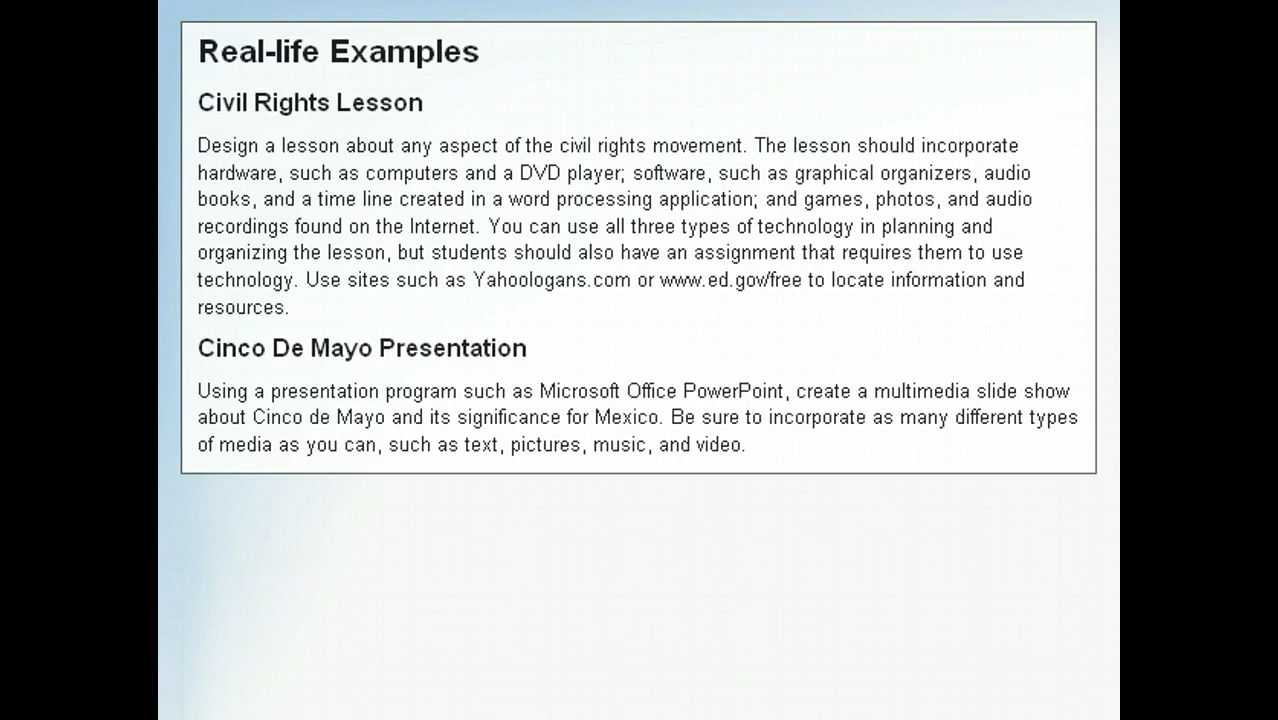 Real-life Examples
Civil Rights Lesson
Design a lesson about any aspect of the civil rights movement. The lesson should incorporate
hardware, such as computers and a DVD player; software, such as graphical organizers, audio
books, and a time line created in a word processing application; and games, photos, and audio
recordings found on the Internet. You can use all three types of technology in planning and
organizing the lesson, but students should also have an assignment that requires them to use
technology. Use sites such as Yahoologans.com or www.ed.gov/free to locate information and
resources.
Cinco De Mayo Presentation
Using a presentation program such as Microsoft Office PowerPoint, create a multimedia slide show
about Cinco de Mayo and its significance for Mexico. Be sure to incorporate as many different types
of media as you can, such as text, pictures, music, and video.